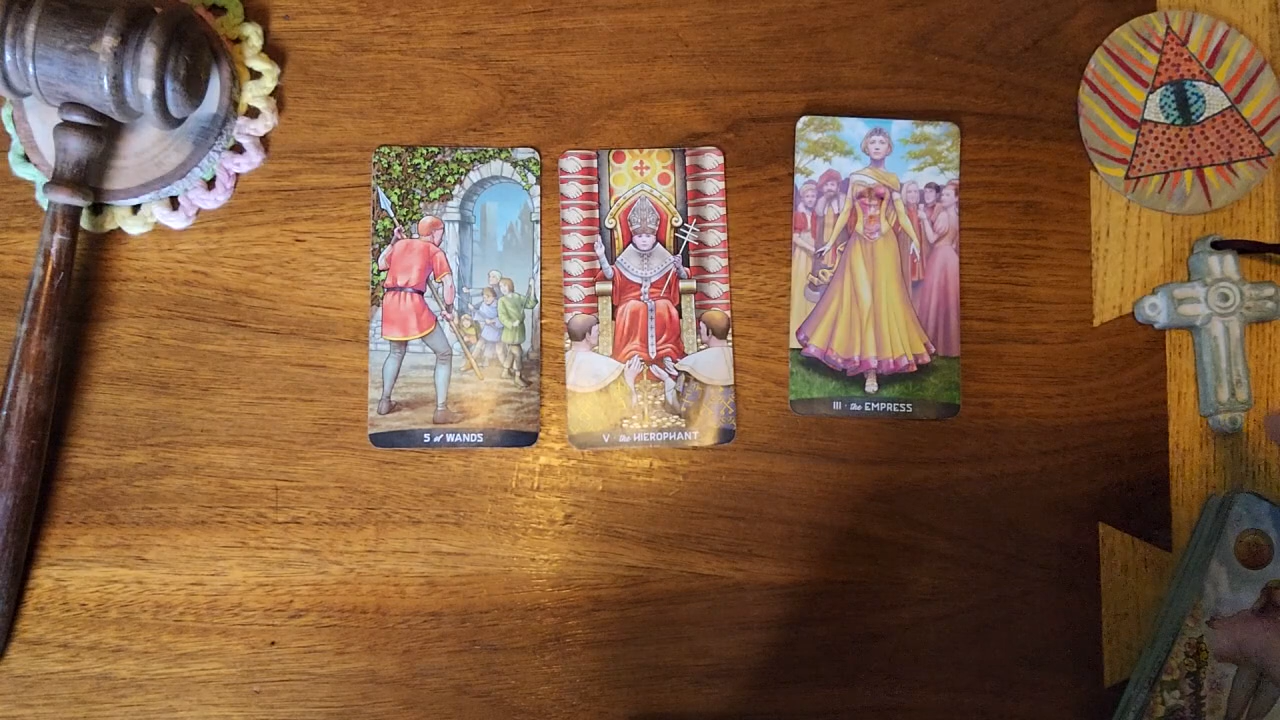 5 of WANDS
V · the HIEROPHANT
III · the EMPRESS